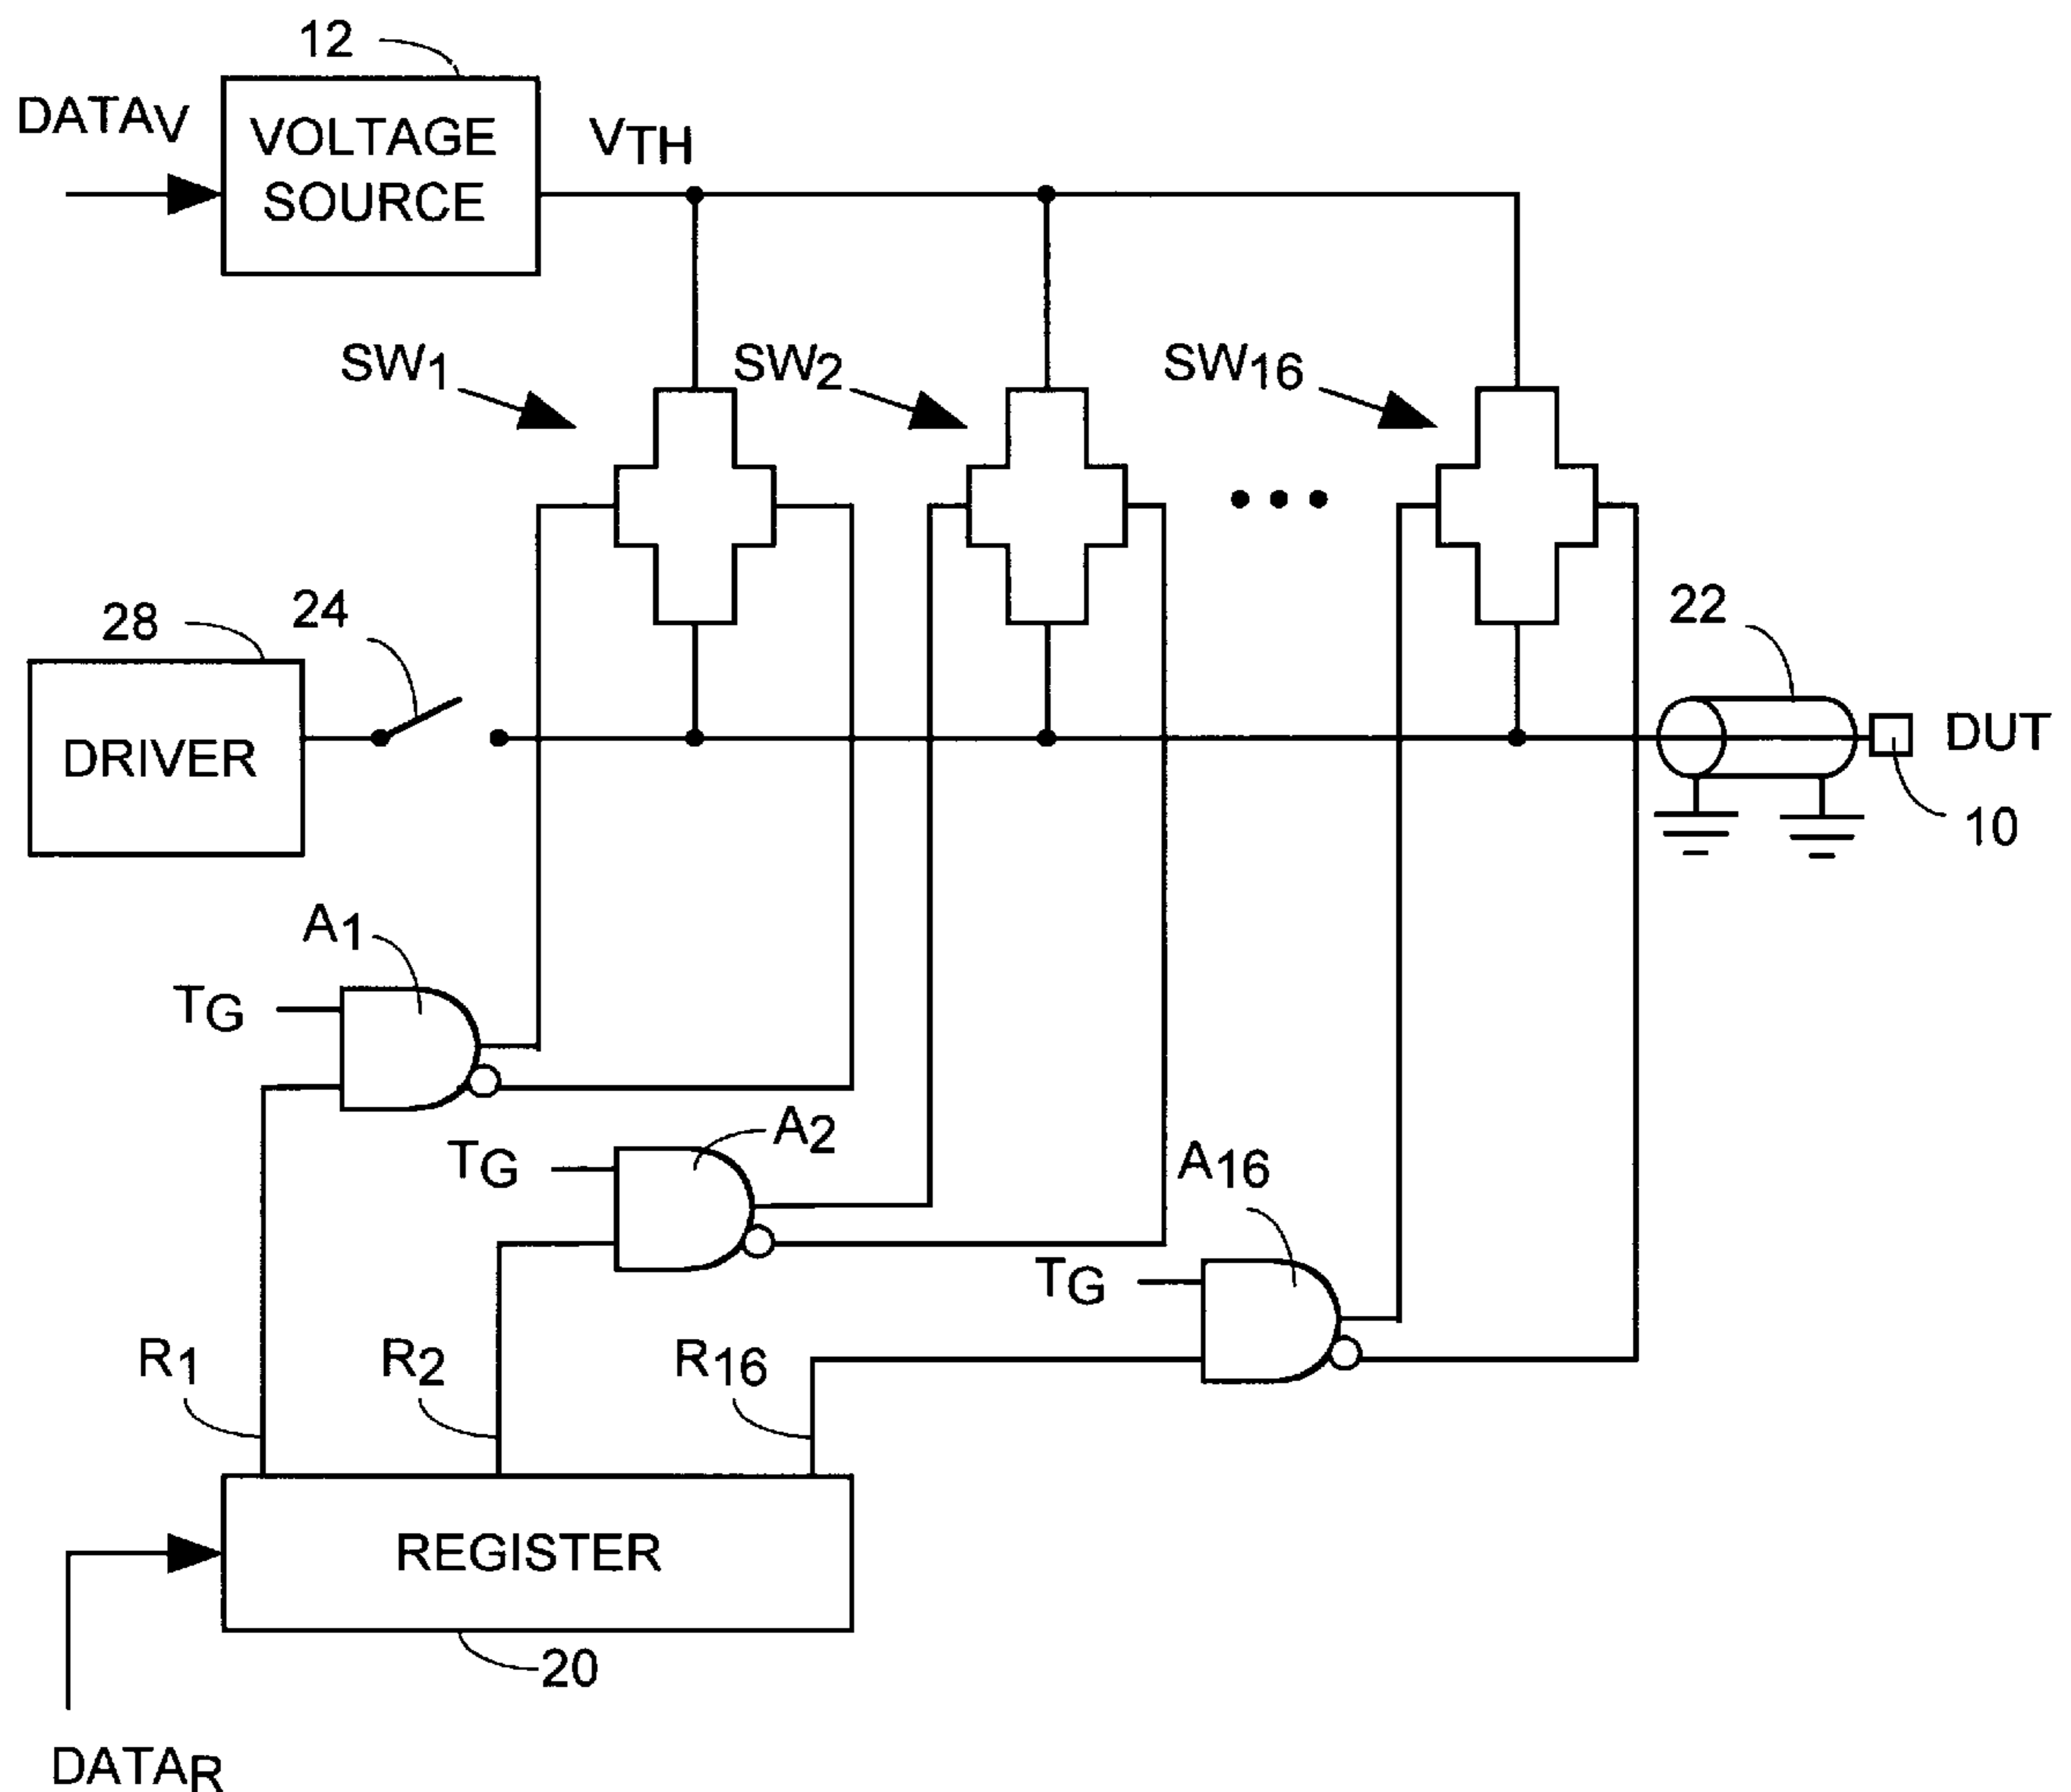 12
DATAV
VOLTAGE
SOURCE
VTH
SW1
SW2
SW16
28
24
22
DRIVER
DUT
10
A1
TG
A2
TG
A16
TG
R1
R2
R16
REGISTER
20
DATAR